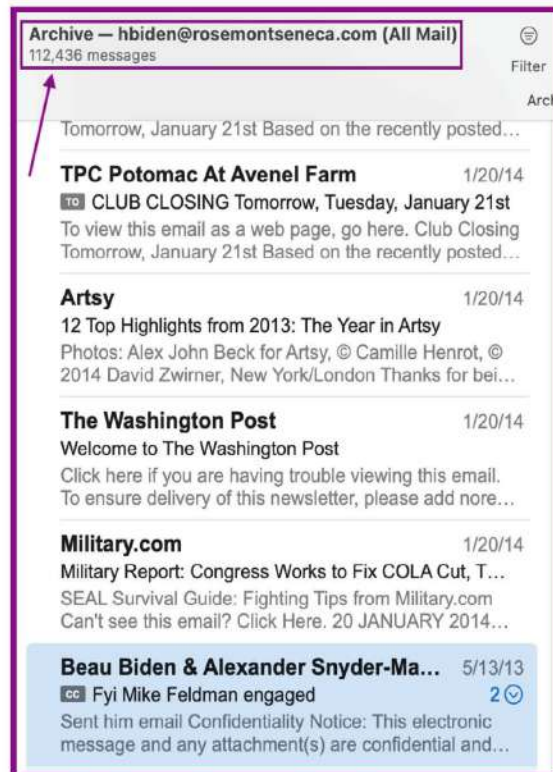 Archive — hbiden@rosemontseneca.com (All Mail)
112,436 messages
Filter
Arch
Tomorrow, January 21st Based on the recently posted...
TPC Potomac At Avenel Farm 1/20/14
TO CLUB CLOSING Tomorrow, Tuesday, January 21st
To view this email as a web page, go here. Club Closing
Tomorrow, January 21st Based on the recently posted...
Artsy 1/20/14
12 Top Highlights from 2013: The Year in Artsy
Photos: Alex John Beck for Artsy, © Camille Henrot, ©
2014 David Zwirner, New York/London Thanks for bei...
The Washington Post 1/20/14
Welcome to The Washington Post
Click here if you are having trouble viewing this email.
To ensure delivery of this newsletter, please add nore...
Military.com 1/20/14
Military Report: Congress Works to Fix COLA Cut, T...
SEAL Survival Guide: Fighting Tips from Military.com
Can't see this email? Click Here. 20 JANUARY 2014...
Beau Biden & Alexander Snyder-Ma... 5/13/13
CC Fyi Mike Feldman engaged 2
Sent him email Confidentiality Notice: This electronic
message and any attachment(s) are confidential and...